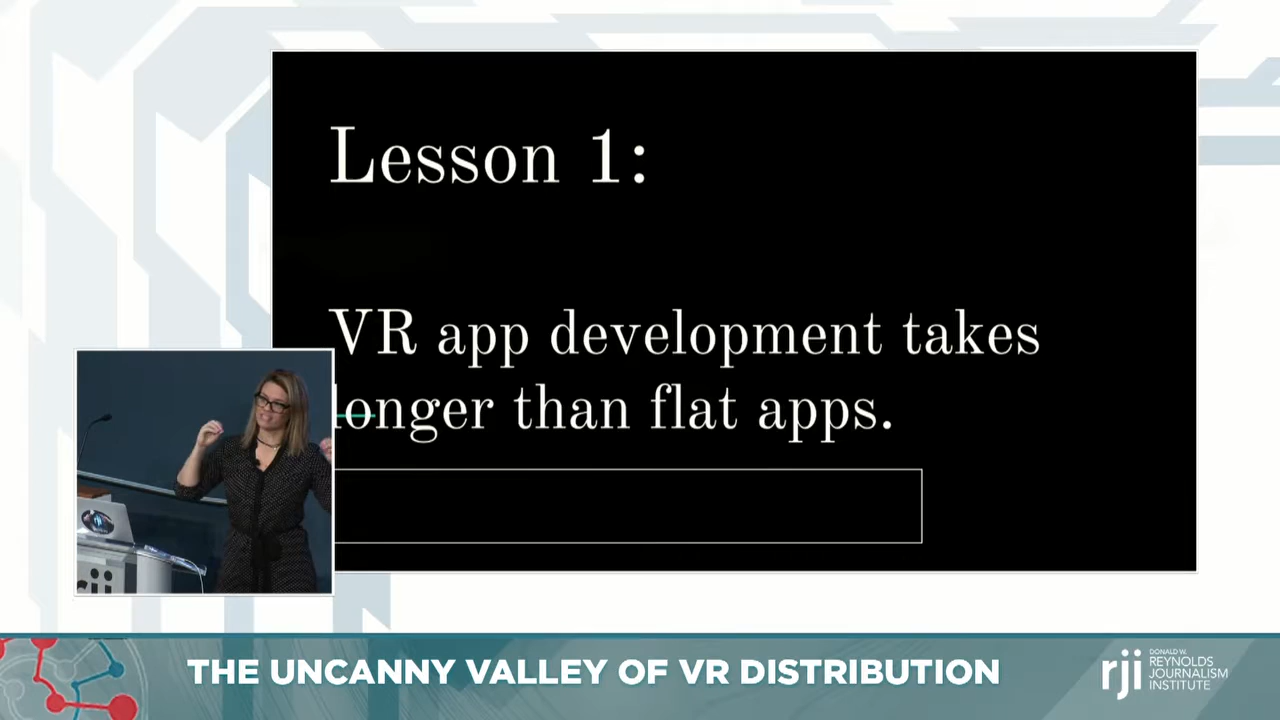 Lesson 1:
VR app development takes
longer than flat apps.
rji
THE UNCANNY VALLEY OF VR DISTRIBUTION
rji
DONALD W.
REYNOLDS
JOURNALISM
INSTITUTE